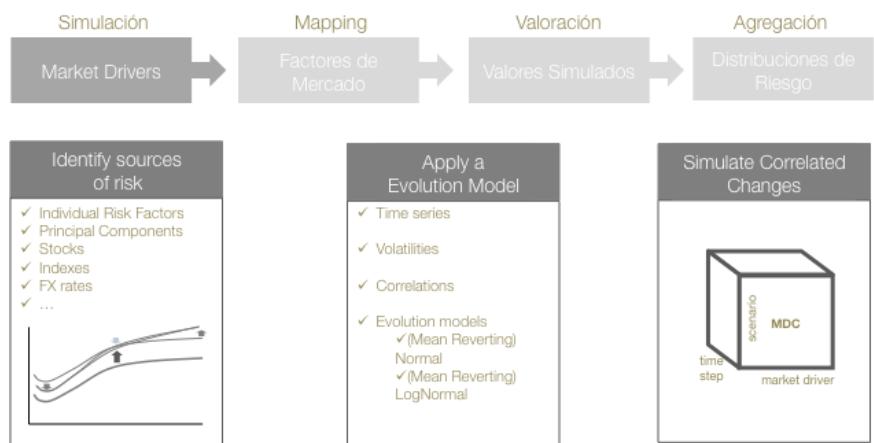 Simulación
Mapping
Valoración
Agregación
Market Drivers
Factores de
Mercado
Valores Simulados
Distribuciones de
Riesgo
Identify sources
of risk
✓ Individual Risk Factors
✓ Principal Components
✓ Stocks
✓ Indexes
✓ FX rates
✓ ...
Apply a
Evolution Model
✓ Time series
✓ Volatilities
✓ Correlations
✓ Evolution models
✓(Mean Reverting)
Normal
✓(Mean Reverting)
LogNormal
Simulate Correlated
Changes
scenario
MDC
time
step
market driver